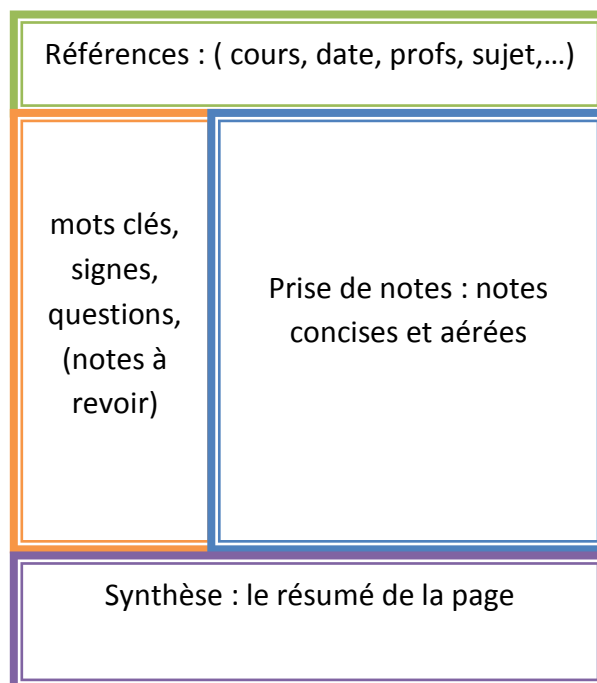 Références : ( cours, date, profs, sujet,…)
mots clés,
signes,
questions,
(notes à
revoir)
Prise de notes : notes
concises et aérées
Synthèse : le résumé de la page